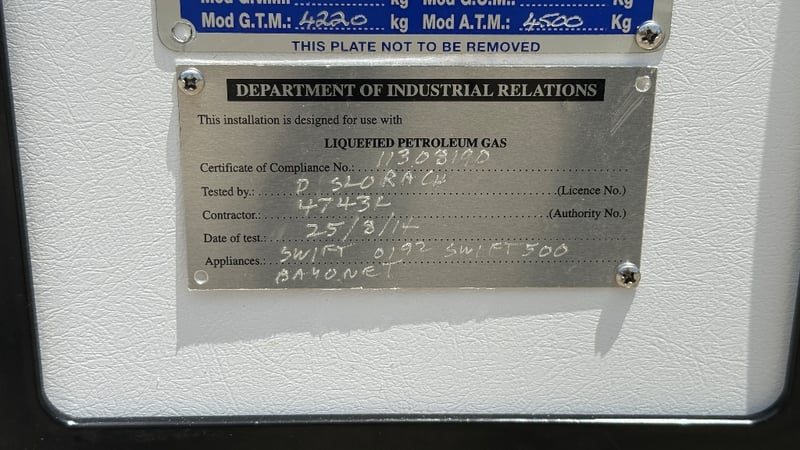 Mod G.T.M.: 4220 kg Mod A.T.M.: 4500 Kg
THIS PLATE NOT TO BE REMOVED
DEPARTMENT OF INDUSTRIAL RELATIONS
This installation is designed for use with
LIQUEFIED PETROLEUM GAS
Certificate of Compliance No.: 11308190
Tested by.: D SLORACH (Licence No.)
Contractor.: 4743L (Authority No.)
Date of test.: 25/8/14
Appliances.: SWIFT 0192 SWIFT 500
BAYONET